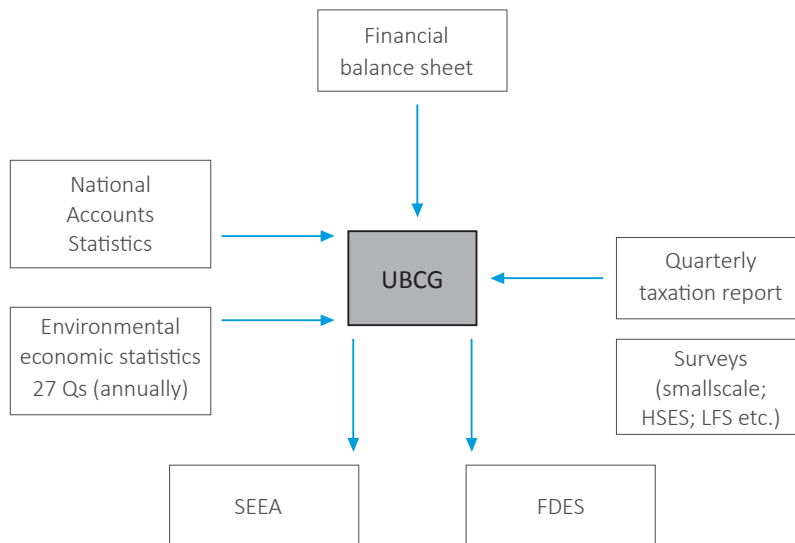 Financial
balance sheet
National
Accounts
Statistics
UBCG
Quarterly
taxation report
Environmental
economic statistics
27 Qs (annually)
Surveys
(smallscale;
HSES; LFS etc.)
SEEA
FDES